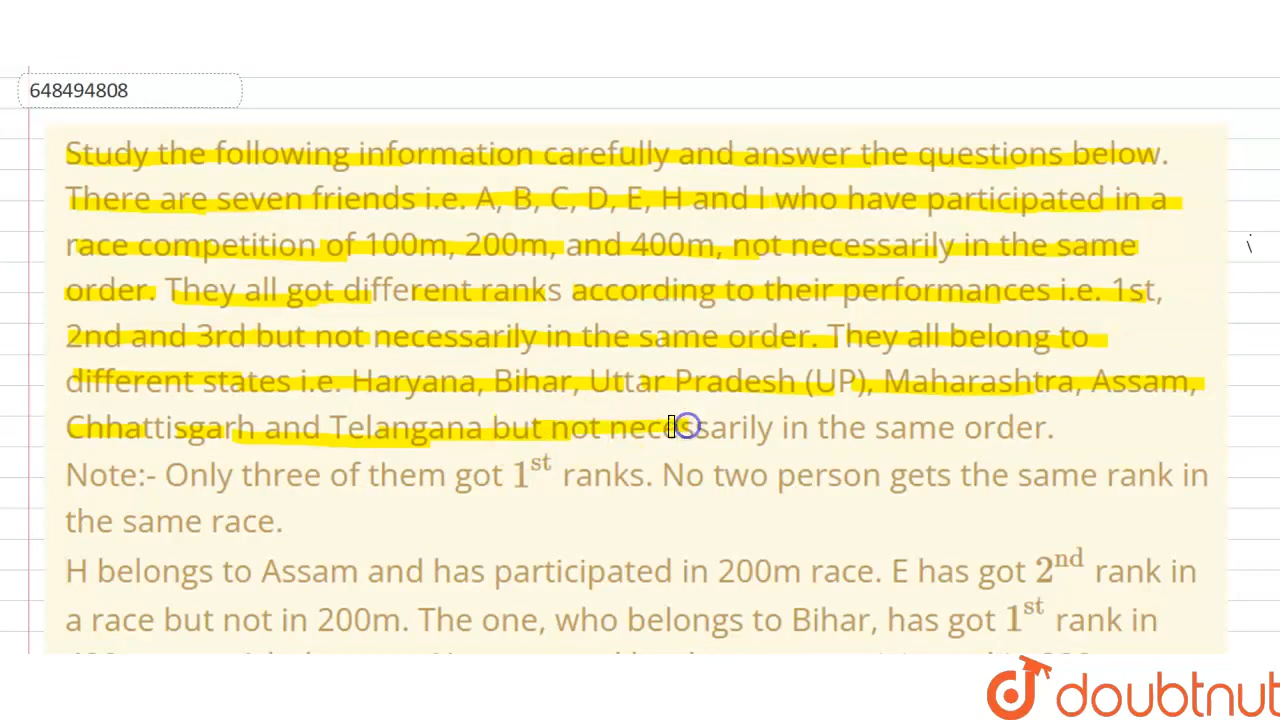 648494808
Study the following information carefully and answer the questions below.
There are seven friends i.e. A, B, C, D, E, H and I who have participated in a
race competition of 100m, 200m, and 400m, not necessarily in the same
order. They all got different ranks according to their performances i.e. 1st,
2nd and 3rd but not necessarily in the same order. They all belong to
different states i.e. Haryana, Bihar, Uttar Pradesh (UP), Maharashtra, Assam,
Chhattisgarh and Telangana but not necessarily in the same order.
Note:- Only three of them got 1st ranks. No two person gets the same rank in
the same race.
H belongs to Assam and has participated in 200m race. E has got 2nd rank in
a race but not in 200m. The one, who belongs to Bihar, has got 1st rank in
doubtnut